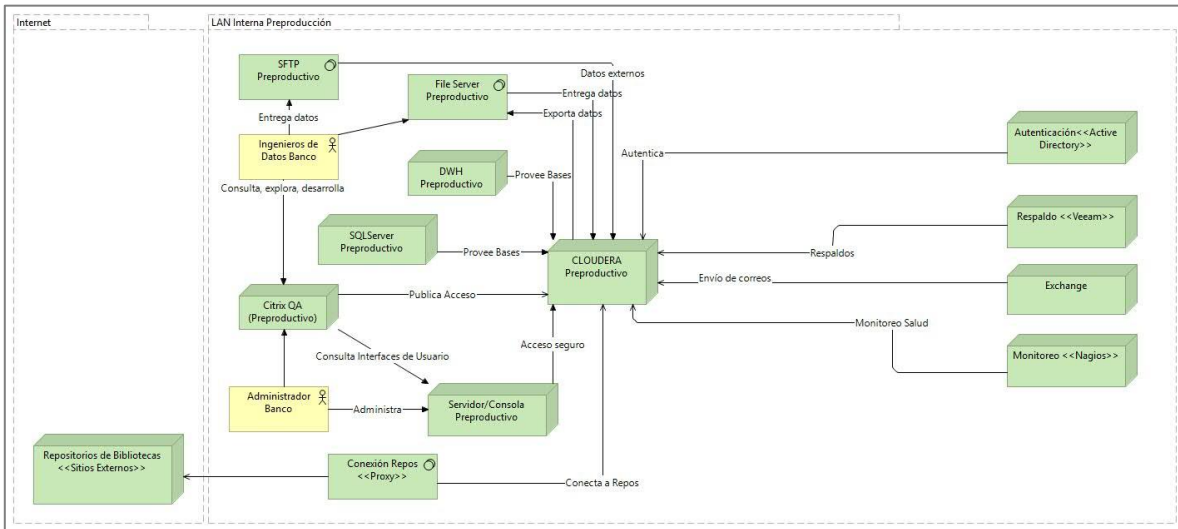 Internet
LAN Interna Preproducción
SFTP
Preproductivo
Datos externos
File Server
Preproductivo
Entrega datos
Exporta datos
Entrega datos
Ingenieros de
Datos Banco
Consulta, explora, desarrolla
Autenticación<<Active
Directory>>
Autentica
DWH
Preproductivo
Provee Bases
SQLServer
Preproductivo
Provee Bases
CLOUDERA
Preproductivo
Respaldo <<Veeam>>
Respaldos
Envío de correos
Exchange
Citrix QA
(Preproductivo)
Publica Acceso
Monitoreo Salud
Monitoreo <<Nagios>>
Consulta Interfaces de Usuario
Acceso seguro
Administrador
Banco
Administra
Servidor/Consola
Preproductivo
Repositorios de Bibliotecas
<<Sitios Externos>>
Conexión Repos
<<Proxy>>
Conecta a Repos